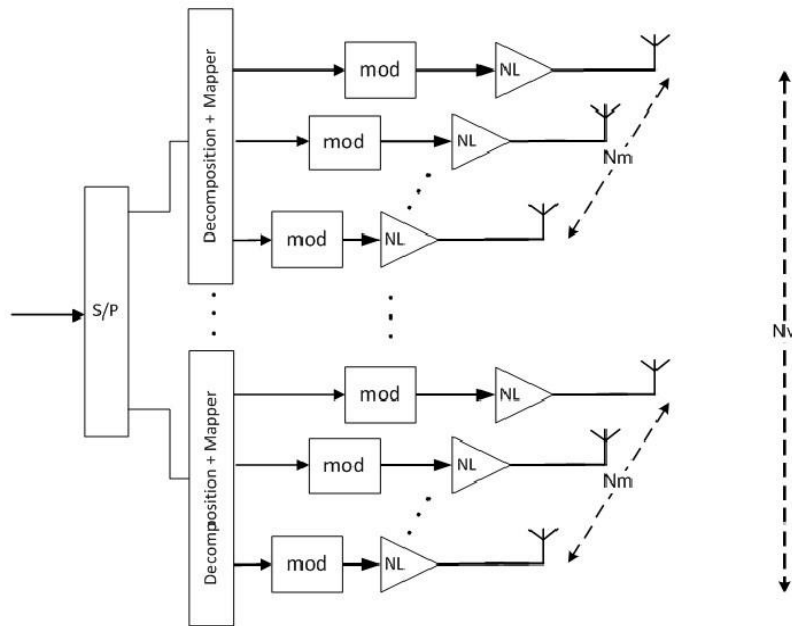 Decomposition + Mapper
mod
NL
mod
NL
Nm
mod
NL
S/P
Nv
Decomposition + Mapper
mod
NL
mod
NL
Nm
mod
NL